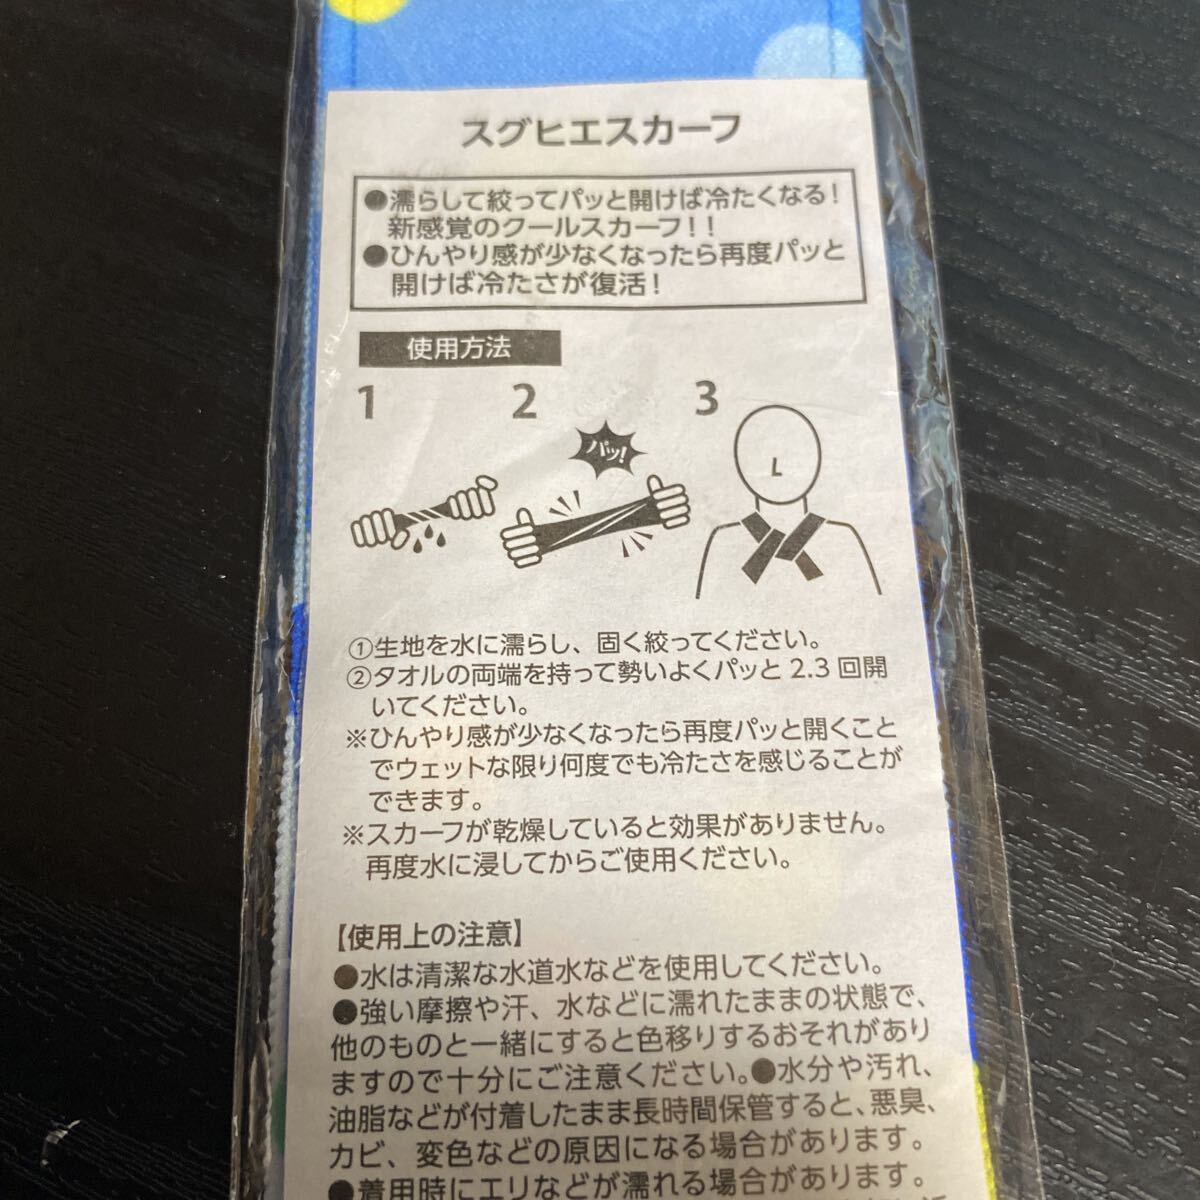 スグヒエスカーフ
●濡らして絞ってパッと開けば冷たくなる!
新感覚のクールスカーフ!!
●ひんやり感が少なくなったら再度パッと
開けば冷たさが復活!
使用方法
1 2 3
パッ!
①生地を水に濡らし、固く絞ってください。
②タオルの両端を持って勢いよくパッと 2.3 回開
いてください。
※ひんやり感が少なくなったら再度パッと開くこと
でウェットな限り何度でも冷たさを感じることが
できます。
※スカーフが乾燥していると効果がありません。
再度水に浸してからご使用ください。
【使用上の注意】
●水は清潔な水道水などを使用してください。
●強い摩擦や汗、水などに濡れたままの状態で、
他のものと一緒にすると色移りするおそれがあり
ますので十分にご注意ください。●水分や汚れ、
油脂などが付着したまま長時間保管すると、悪臭、
カビ、変色などの原因になる場合があります。
●着用時にエリなどが濡れる場合があります。